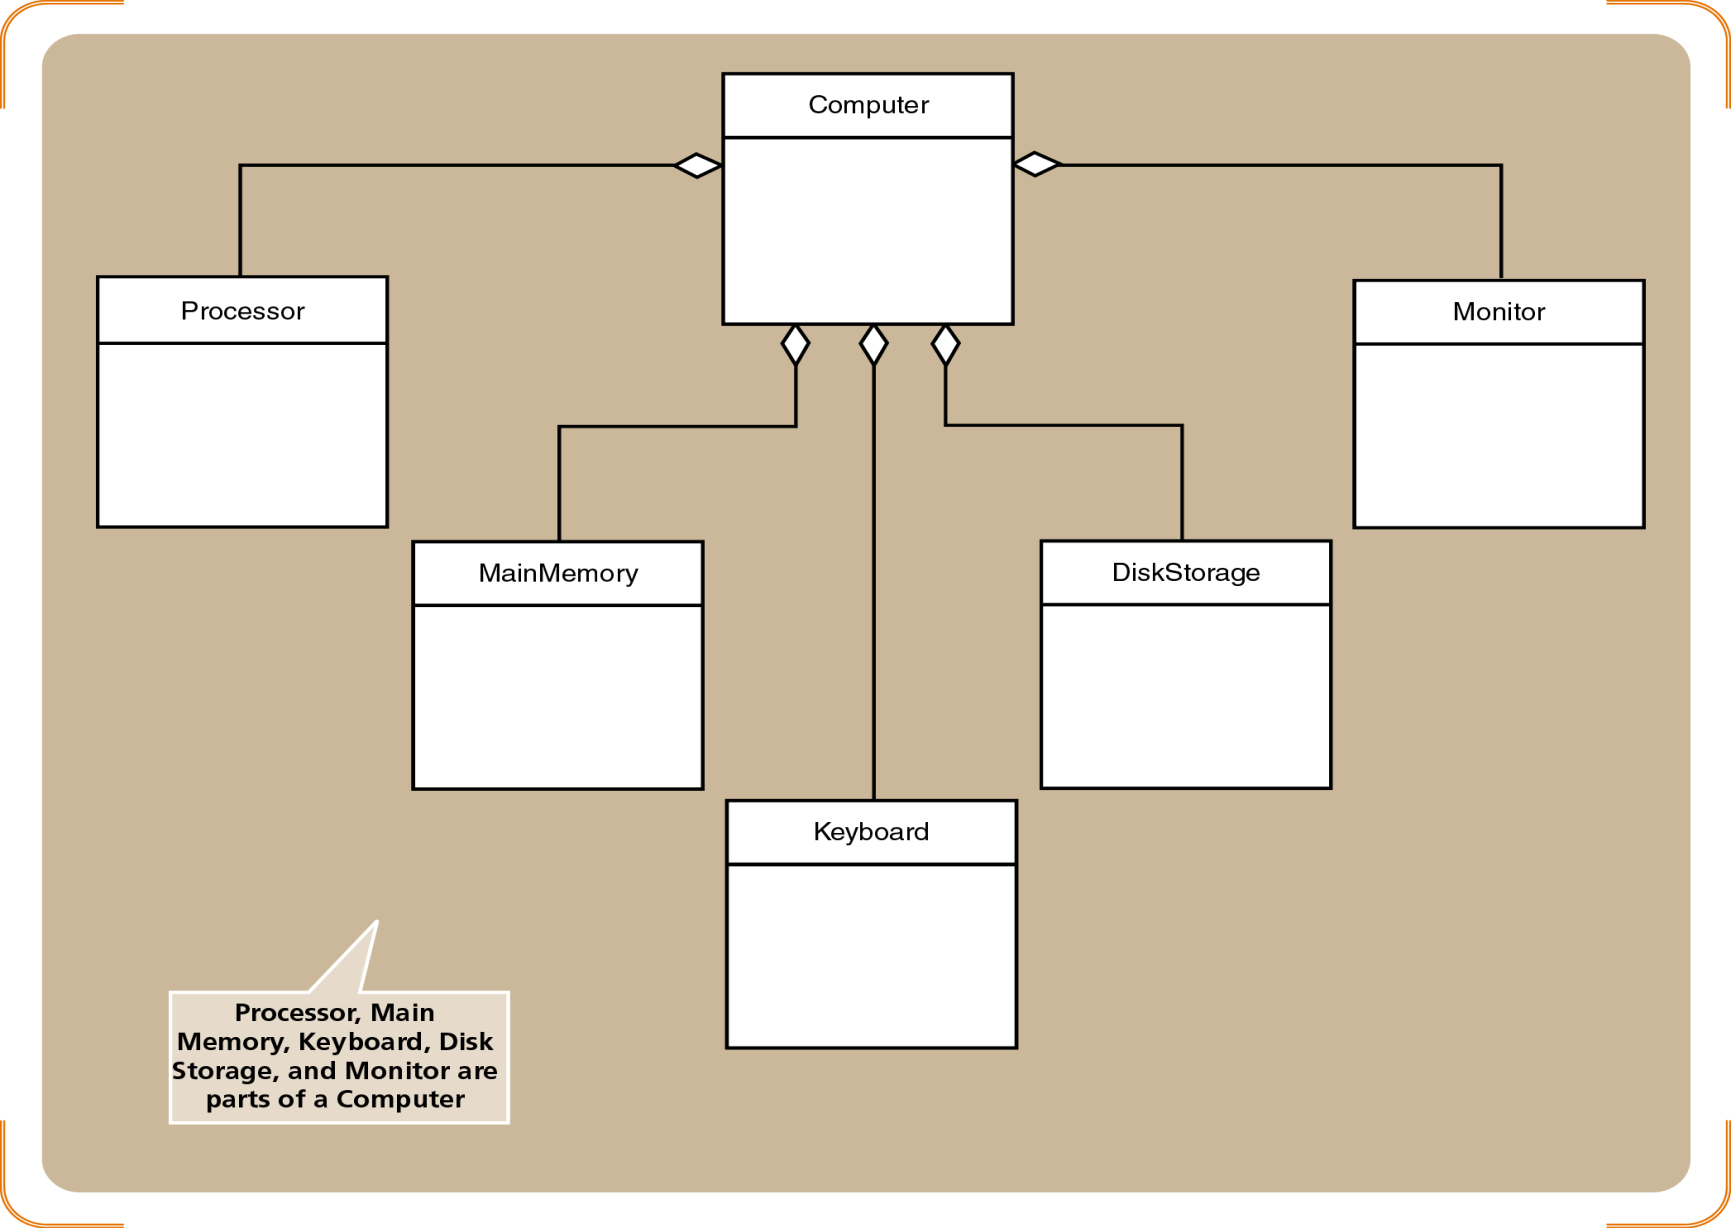 Computer
Processor
Monitor
MainMemory
DiskStorage
Keyboard
Processor, Main
Memory, Keyboard, Disk
Storage, and Monitor are
parts of a Computer